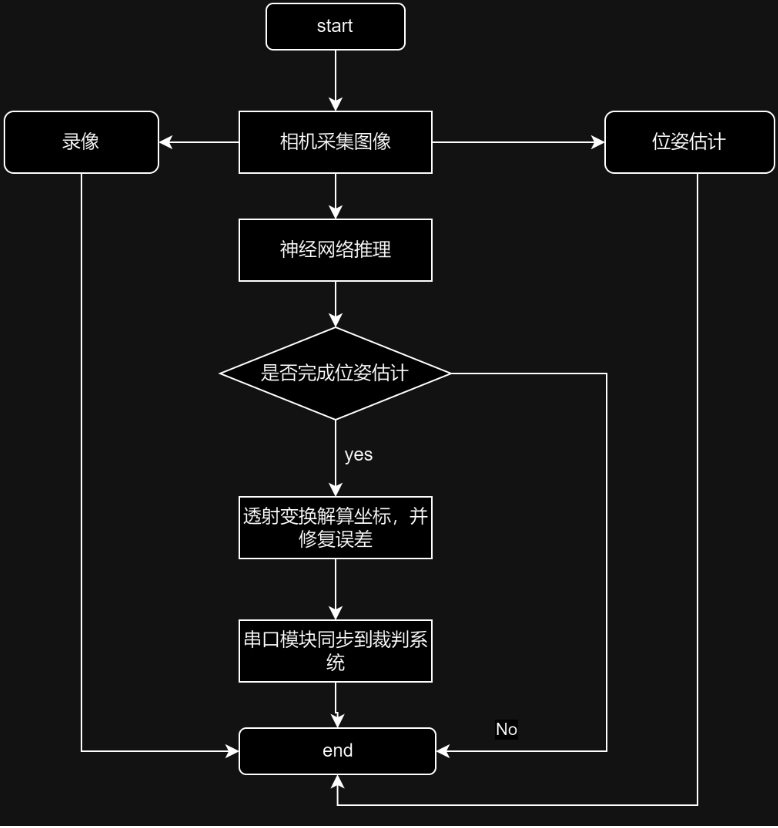 start
录像
相机采集图像
位姿估计
神经网络推理
是否完成位姿估计
yes
透射变换解算坐标，并
修复误差
串口模块同步到裁判系
统
No
end